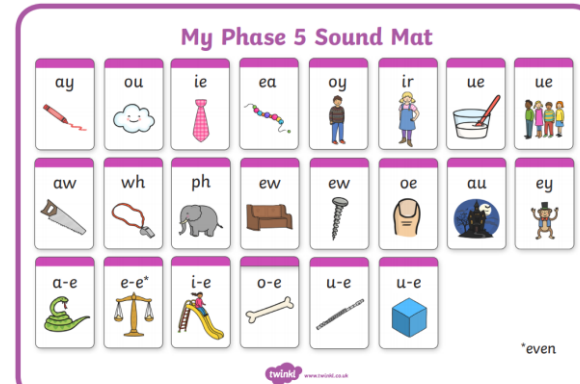 My Phase 5 Sound Mat
ay ou ie ea oy ir ue ue
aw wh ph ew ew oe au ey
a-e e-e* i-e o-e u-e u-e
*even
twinkl www.twinkl.co.uk